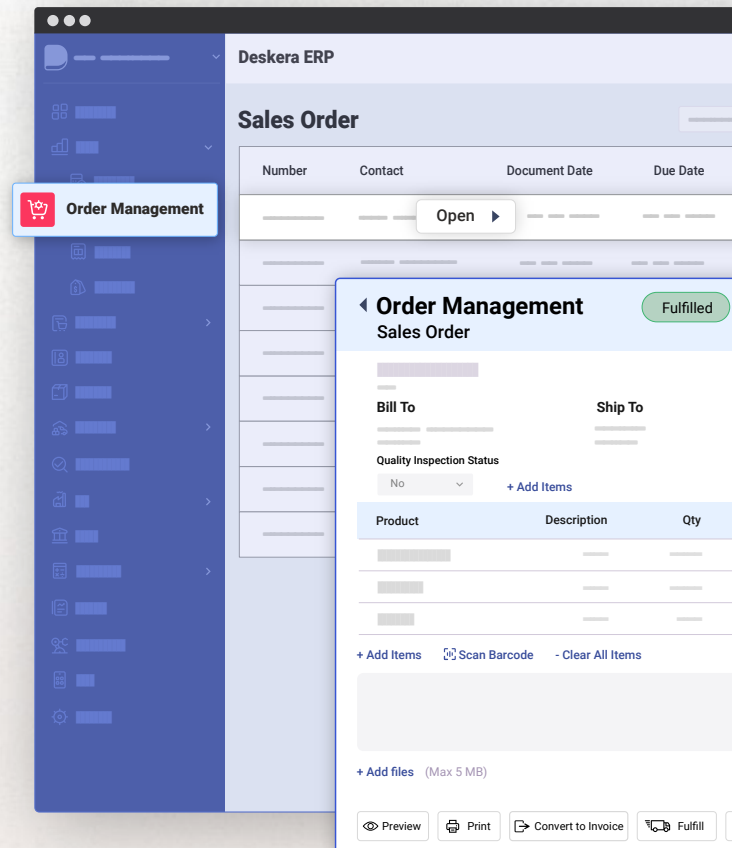 Deskera ERP
Sales Order
Number Contact Document Date Due Date
Order Management
Open
Order Management Fulfilled
Sales Order
Bill To Ship To
Quality Inspection Status
No + Add Items
Product Description Qty
+ Add Items Scan Barcode - Clear All Items
+ Add files (Max 5 MB)
Preview Print Convert to Invoice Fulfill